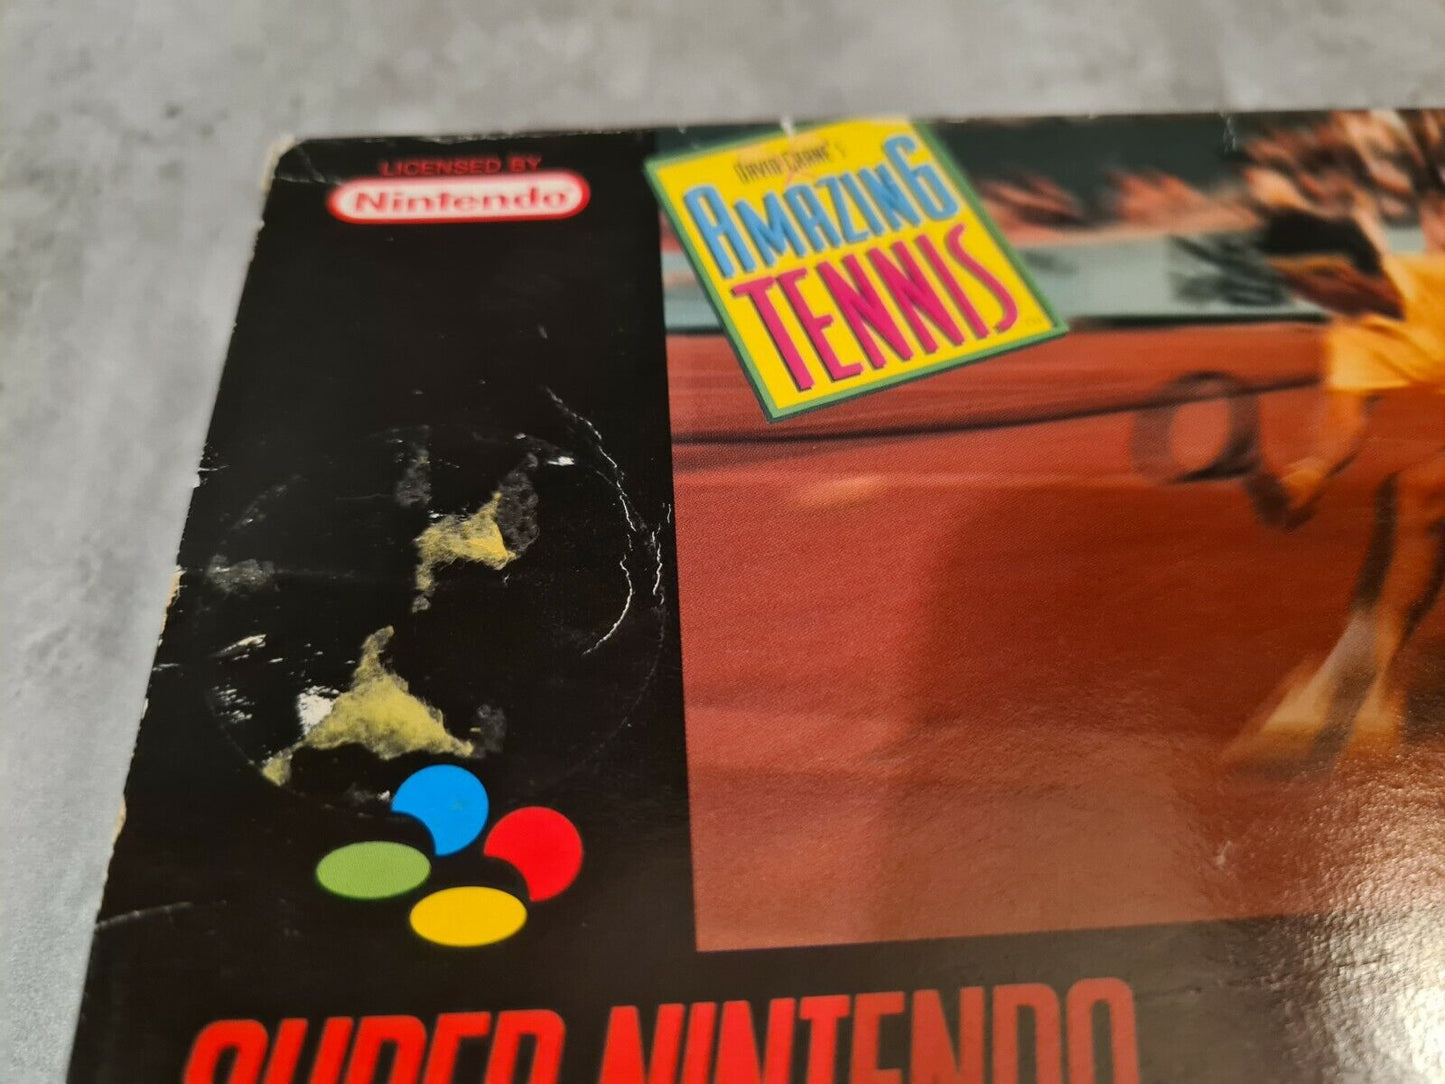 LICENSED BY
Nintendo
DAVID CRANE'S
AMAZING
TENNIS
SUPER NINTENDO